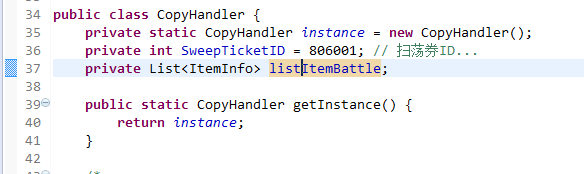 34 public class CopyHandler {
35 private static CopyHandler instance = new CopyHandler();
36 private int SweepTicketID = 806001; // 扫荡券ID...
37 private List<ItemInfo> listItemBattle;
38
39 public static CopyHandler getInstance() {
40 return instance;
41 }
42